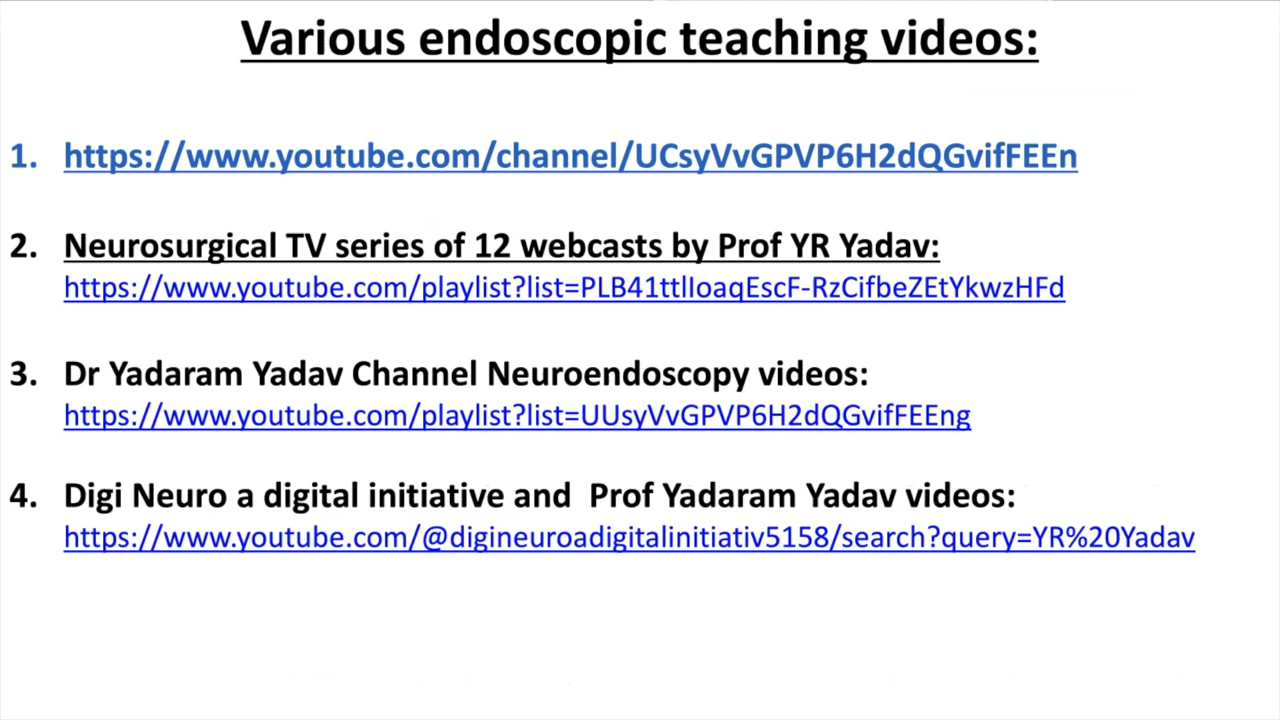 Various endoscopic teaching videos:
1. https://www.youtube.com/channel/UCsyVvGPVP6H2dQGvifFEEn
2. Neurosurgical TV series of 12 webcasts by Prof YR Yadav:
https://www.youtube.com/playlist?list=PLB41ttlIoaqEscF-RzCifbeZEtYkwzHFd
3. Dr Yadaram Yadav Channel Neuroendoscopy videos:
https://www.youtube.com/playlist?list=UUsyVvGPVP6H2dQGvifFEEng
4. Digi Neuro a digital initiative and  Prof Yadaram Yadav videos:
https://www.youtube.com/@digineuroadigitalinitiativ5158/search?query=YR%20Yadav